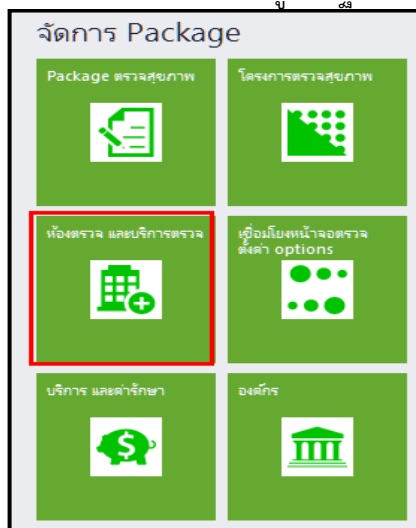 จัดการ Package
Package ตรวจสุขภาพ
โครงการตรวจสุขภาพ
ห้องตรวจ และบริการตรวจ
เชื่อมโยงหน้าจอตรวจ
ตั้งค่า options
บริการ และค่ารักษา
องค์กร